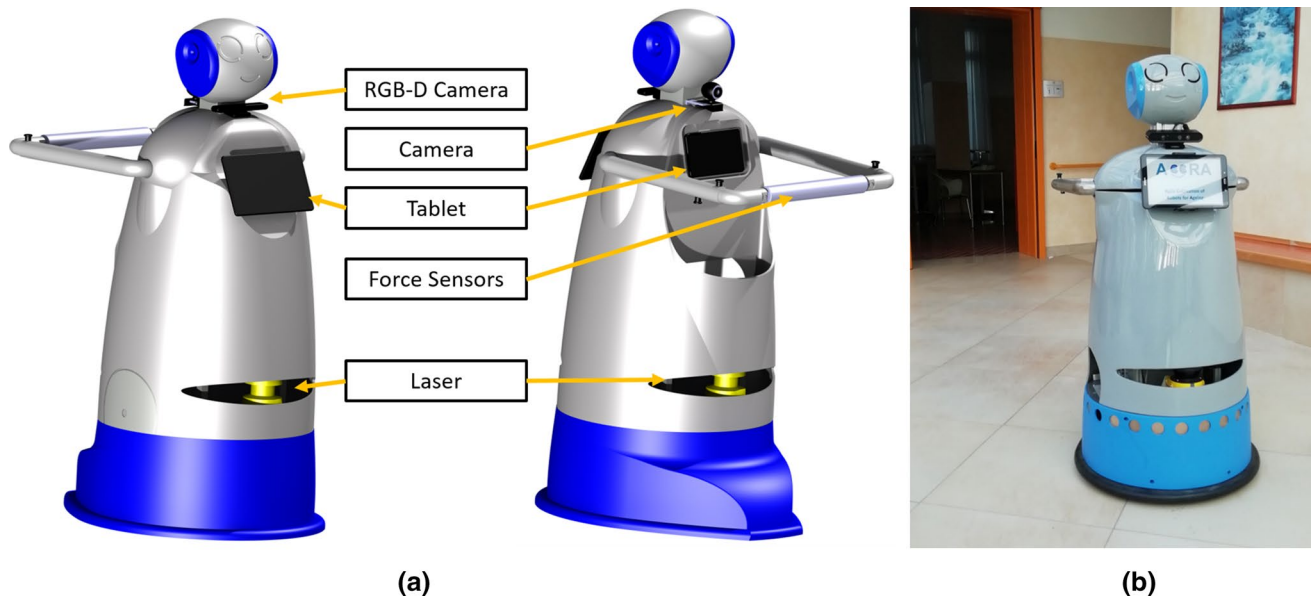 RGB-D Camera
Camera
Tablet
Force Sensors
Laser
ACCRA
(a)
(b)